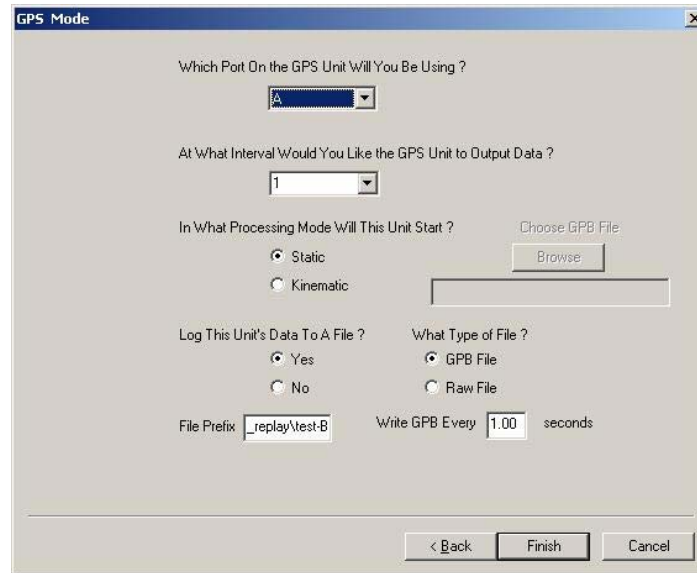 GPS Mode
Which Port On the GPS Unit Will You Be Using ?
A
At What Interval Would You Like the GPS Unit to Output Data ?
1
In What Processing Mode Will This Unit Start ? Choose GPB File
Static Browse
Kinematic
Log This Unit's Data To A File ? What Type of File ?
Yes GPB File
No Raw File
File Prefix _replay\test-B Write GPB Every 1.00 seconds
< Back Finish Cancel